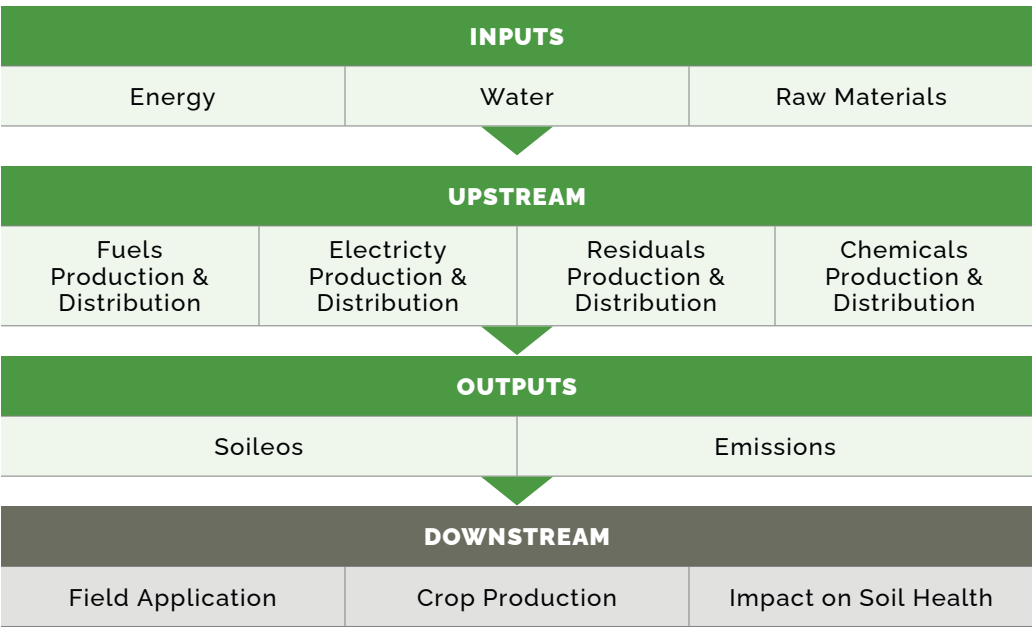 INPUTS
Energy
Water
Raw Materials
UPSTREAM
Fuels
Production &
Distribution
Electricty
Production &
Distribution
Residuals
Production &
Distribution
Chemicals
Production &
Distribution
OUTPUTS
Soileos
Emissions
DOWNSTREAM
Field Application
Crop Production
Impact on Soil Health